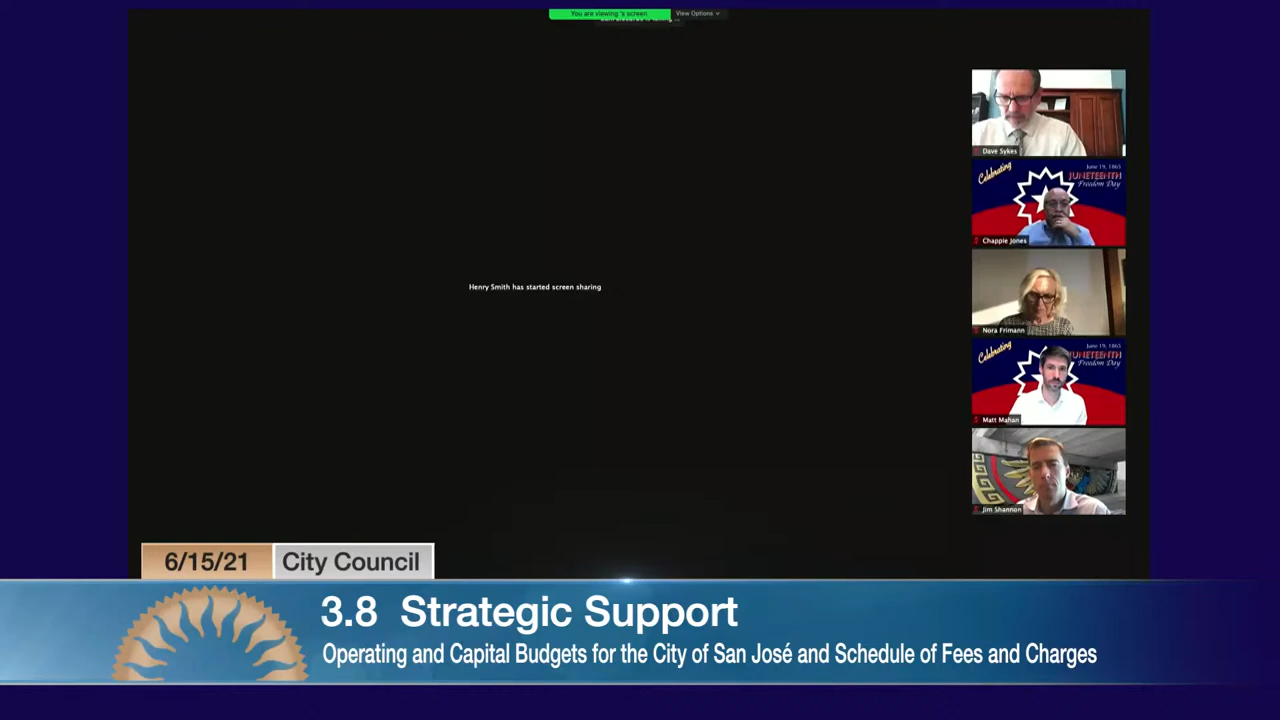 You are viewing 's screen
View Options
Henry Smith has started screen sharing
Dave Sykes
Celebrating
June 19, 1865
JUNETEENTH
Freedom Day
Chappie Jones
Nora Frimann
Celebrating
June 19, 1865
JUNETEENTH
Freedom Day
Matt Mahan
Jim Shannon
6/15/21 City Council
3.8 Strategic Support
Operating and Capital Budgets for the City of San José and Schedule of Fees and Charges